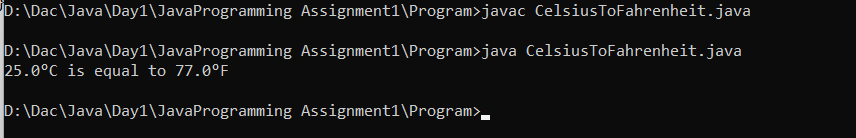 D:\Dac\Java\Day1\JavaProgramming Assignment1\Program>javac CelsiusToFahrenheit.java
D:\Dac\Java\Day1\JavaProgramming Assignment1\Program>java CelsiusToFahrenheit.java
25.0°C is equal to 77.0°F
D:\Dac\Java\Day1\JavaProgramming Assignment1\Program>